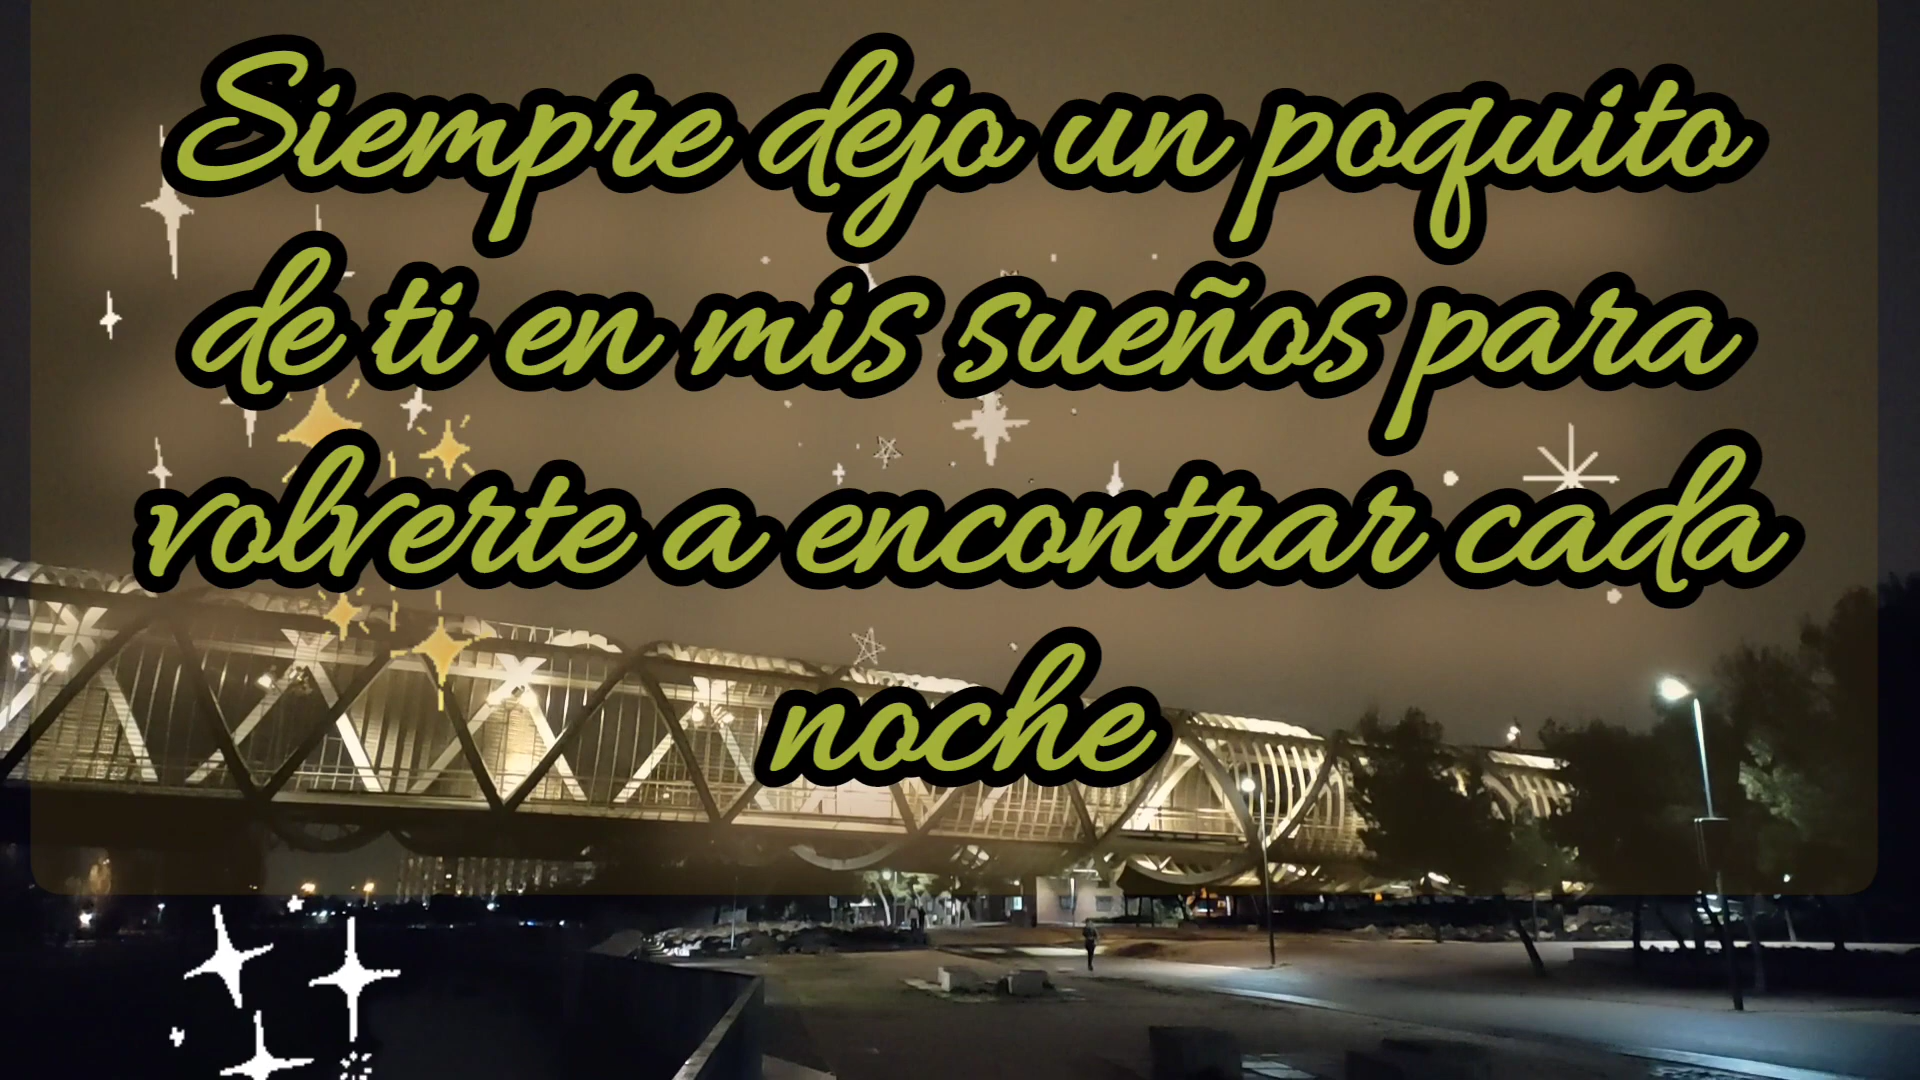 Siempre dejo un poquito
de ti en mis sueños para
volverte a encontrar cada
noche